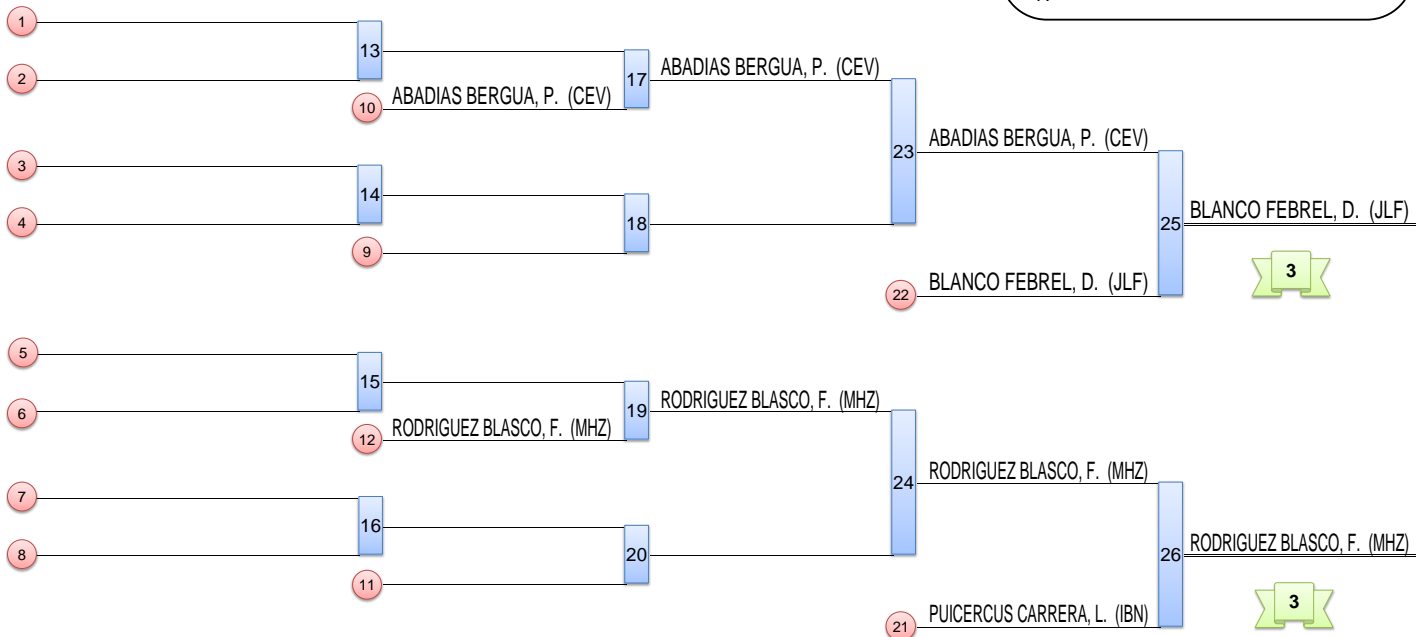 1
13
2
ABADIAS BERGUA, P. (CEV)
17
10
ABADIAS BERGUA, P. (CEV)
3
14
4
18
9
23
ABADIAS BERGUA, P. (CEV)
25
BLANCO FEBREL, D. (JLF)
3
22
BLANCO FEBREL, D. (JLF)
5
15
6
19
RODRIGUEZ BLASCO, F. (MHZ)
12
RODRIGUEZ BLASCO, F. (MHZ)
7
16
8
20
11
24
RODRIGUEZ BLASCO, F. (MHZ)
26
RODRIGUEZ BLASCO, F. (MHZ)
3
21
PUICERCUS CARRERA, L. (IBN)